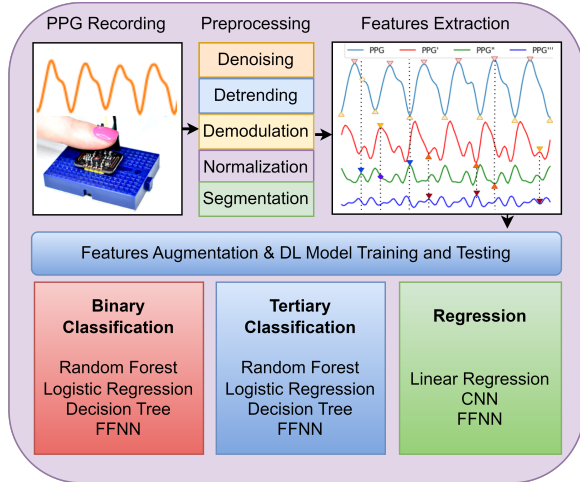 PPG Recording
Preprocessing
Features Extraction
Denoising
Detrending
Demodulation
Normalization
Segmentation
PPG PPG' PPG" PPG'''
Features Augmentation & DL Model Training and Testing
Binary
Classification
Random Forest
Logistic Regression
Decision Tree
FFNN
Tertiary
Classification
Random Forest
Logistic Regression
Decision Tree
FFNN
Regression
Linear Regression
CNN
FFNN